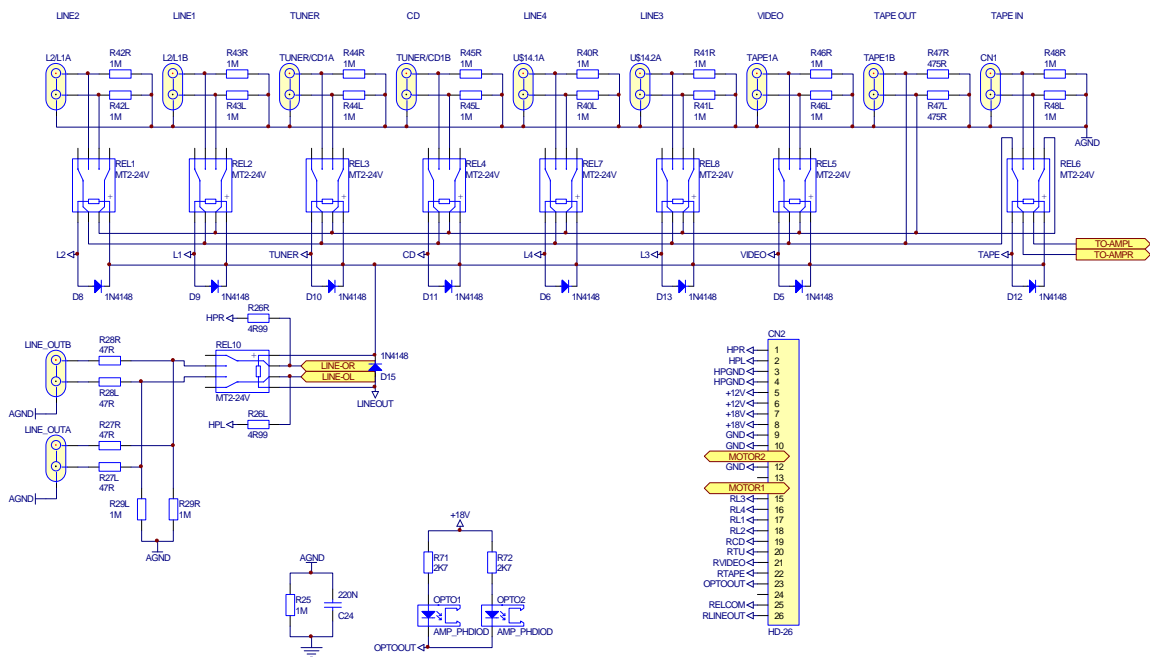 LINE2 LINE1 TUNER CD LINE4 LINE3 VIDEO TAPE OUT TAPE IN
L2/L1A R42R 1M R42L 1M
L2/L1B R43R 1M R43L 1M
TUNER/CD1A R44R 1M R44L 1M
TUNER/CD1B R45R 1M R45L 1M
U$14.1A R40R 1M R40L 1M
U$14.2A R41R 1M R41L 1M
TAPE1A R46R 1M R46L 1M
TAPE1B R47R 475R R47L 475R
CN1 R48R 1M R48L 1M
AGND
REL1 MT2-24V +
REL2 MT2-24V +
REL3 MT2-24V +
REL4 MT2-24V +
REL7 MT2-24V +
REL8 MT2-24V +
REL5 MT2-24V +
REL6 MT2-24V +
TO-AMPL
TO-AMPR
L2 L1 TUNER CD L4 L3 VIDEO TAPE
D8 1N4148
D9 1N4148
D10 1N4148
D11 1N4148
D6 1N4148
D13 1N4148
D5 1N4148
D12 1N4148
HPR R26R 4R99
REL10 + MT2-24V
LINE-OR
LINE-OL
1N4148
D15
LINEOUT
HPL R26L 4R99
LINE_OUTB
R28R 47R
R28L 47R
AGND
LINE_OUTA
R27R 47R
R27L 47R
AGND
R29L 1M
R29R 1M
AGND
AGND
R25 1M
220N
C24
+18V
R71 2K7
R72 2K7
OPTO1 AMP_PHDIOD
OPTO2 AMP_PHDIOD
OPTOOUT
CN2
HPR 1
HPL 2
HPGND 3
HPGND 4
+12V 5
+12V 6
+18V 7
+18V 8
GND 9
GND 10
MOTOR2
GND 12
13
MOTOR1
RL3 15
RL4 16
RL1 17
RL2 18
RCD 19
RTU 20
RVIDEO 21
RTAPE 22
OPTOOUT 23
24
RELCOM 25
RLINEOUT 26
HD-26